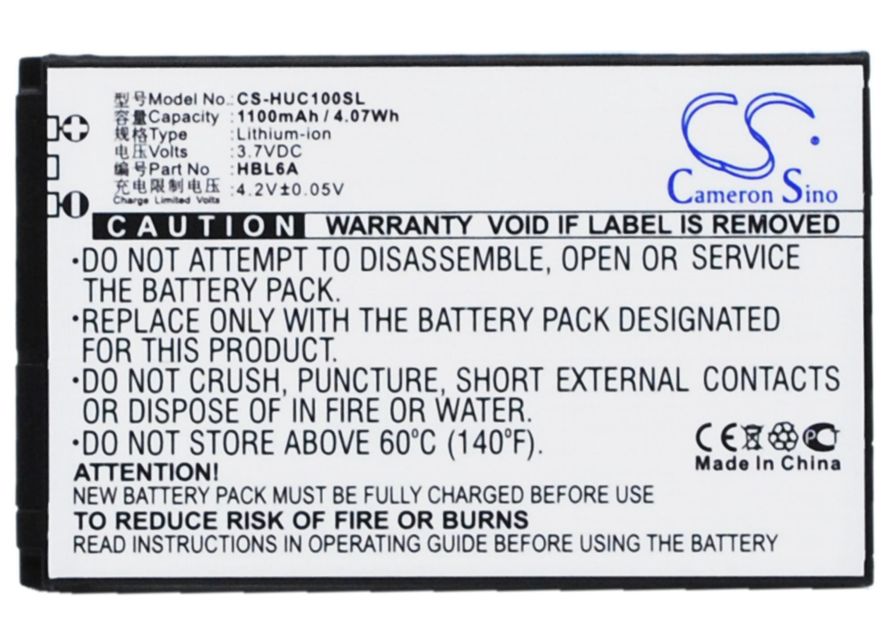 型号Model No.: CS-HUC100SL
容量Capacity : 1100mAh / 4.07Wh
规格Type : Lithium-ion
电压Volts : 3.7VDC
编号Part No : HBL6A
充电限制电压 : 4.2V±0.05V
Charge Limited Volts
CS
Cameron Sino
+
-
CAUTION WARRANTY VOID IF LABEL IS REMOVED
·DO NOT ATTEMPT TO DISASSEMBLE, OPEN OR SERVICE
THE BATTERY PACK.
·REPLACE ONLY WITH THE BATTERY PACK DESIGNATED
FOR THIS PRODUCT.
·DO NOT CRUSH, PUNCTURE, SHORT EXTERNAL CONTACTS
OR DISPOSE OF IN FIRE OR WATER.
·DO NOT STORE ABOVE 60°C (140°F).
CE PCT
Made In China
ATTENTION!
NEW BATTERY PACK MUST BE FULLY CHARGED BEFORE USE
TO REDUCE RISK OF FIRE OR BURNS
READ INSTRUCTIONS IN OPERATING GUIDE BEFORE USING THE BATTERY